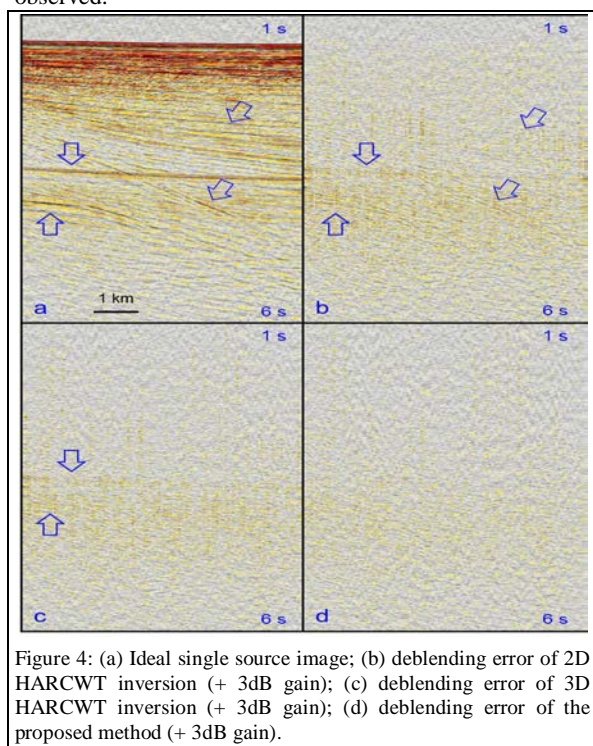 observed.
1 s
1 s
1 km
a
6 s
b
6 s
1 s
1 s
c
6 s
d
6 s
Figure 4: (a) Ideal single source image; (b) deblending error of 2D
HARCWT inversion (+ 3dB gain); (c) deblending error of 3D
HARCWT inversion (+ 3dB gain); (d) deblending error of the
proposed method (+ 3dB gain).